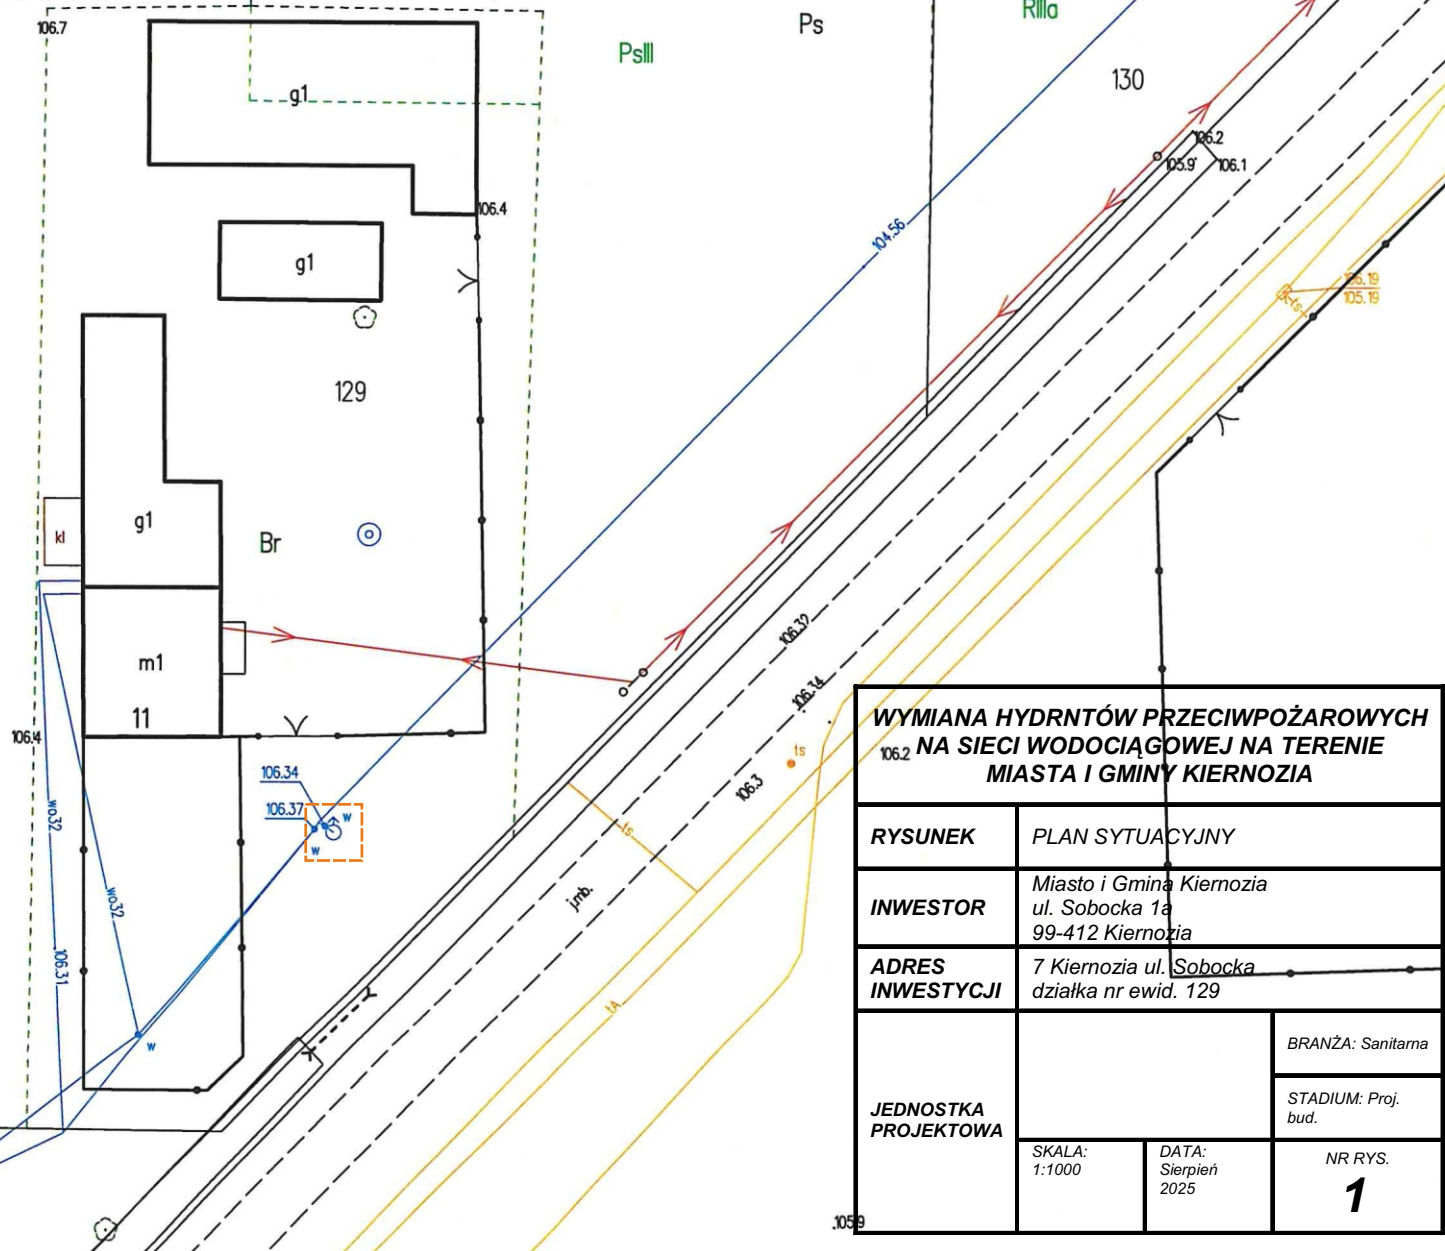 106.7
PsIII
Ps
RIIIa
130
g1
106.2
105.9
106.1
106.4
104.56
g1
106.19
105.19
ts
129
g1
kl
Br
106.32
m1
11
106.34
106.4
ts
106.2
106.34
106.3
106.37
w
w
ts
wo32
wo32
j.mb.
106.31
tA
w
105.9
WYMIANA HYDRNTÓW PRZECIWPOŻAROWYCH
NA SIECI WODOCIĄGOWEJ NA TERENIE
MIASTA I GMINY KIERNOZIA
RYSUNEK
PLAN SYTUACYJNY
INWESTOR
Miasto i Gmina Kiernozia
ul. Sobocka 1a
99-412 Kiernozia
ADRES
INWESTYCJI
7 Kiernozia ul. Sobocka
działka nr ewid. 129
JEDNOSTKA
PROJEKTOWA
BRANŻA: Sanitarna
STADIUM: Proj.
bud.
SKALA:
1:1000
DATA:
Sierpień
2025
NR RYS.
1